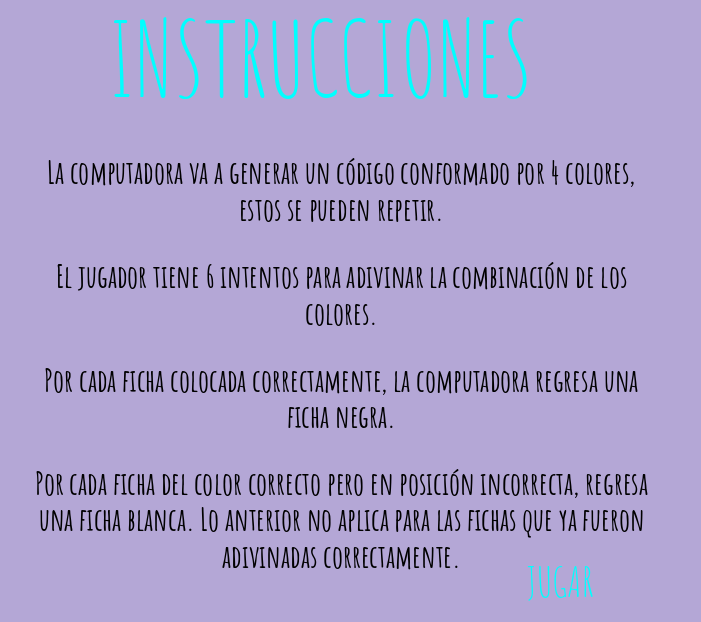 INSTRUCCIONES
La computadora va a generar un código conformado por 4 colores,
estos se pueden repetir.
El jugador tiene 6 intentos para adivinar la combinación de los
colores.
Por cada ficha colocada correctamente, la computadora regresa una
ficha negra.
Por cada ficha del color correcto pero en posición incorrecta, regresa
una ficha blanca. Lo anterior no aplica para las fichas que ya fueron
adivinadas correctamente.
JUGAR